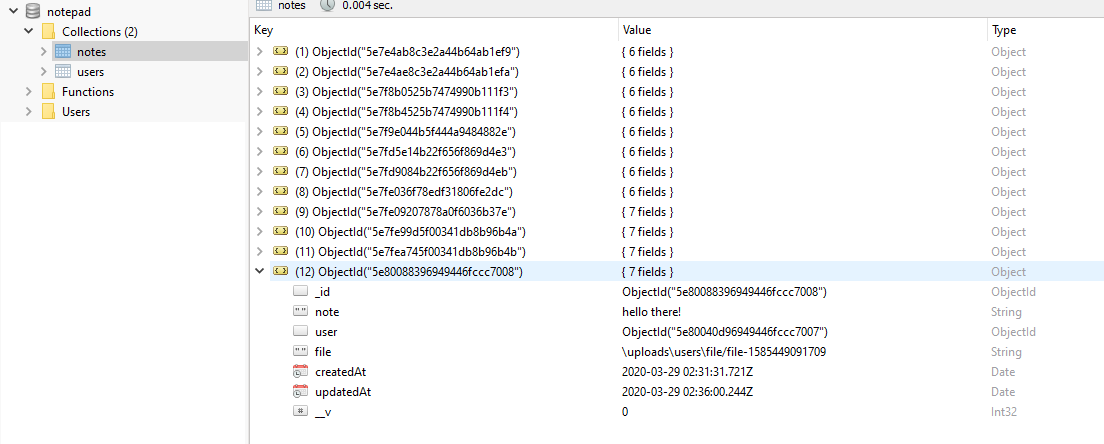 notepad
Collections (2)
notes
users
Functions
Users
notes 0.004 sec.
Key Value Type
(1) ObjectId("5e7e4ab8c3e2a44b64ab1ef9") { 6 fields } Object
(2) ObjectId("5e7e4ae8c3e2a44b64ab1efa") { 6 fields } Object
(3) ObjectId("5e7f8b0525b7474990b111f3") { 6 fields } Object
(4) ObjectId("5e7f8b4525b7474990b111f4") { 6 fields } Object
(5) ObjectId("5e7f9e044b5f444a9484882e") { 6 fields } Object
(6) ObjectId("5e7fd5e14b22f656f869d4e3") { 6 fields } Object
(7) ObjectId("5e7fd9084b22f656f869d4eb") { 6 fields } Object
(8) ObjectId("5e7fe036f78edf31806fe2dc") { 6 fields } Object
(9) ObjectId("5e7fe09207878a0f6036b37e") { 7 fields } Object
(10) ObjectId("5e7fe99d5f00341db8b96b4a") { 7 fields } Object
(11) ObjectId("5e7fea745f00341db8b96b4b") { 7 fields } Object
(12) ObjectId("5e80088396949446fccc7008") { 7 fields } Object
_id ObjectId("5e80088396949446fccc7008") ObjectId
note hello there! String
user ObjectId("5e80040d96949446fccc7007") ObjectId
file \uploads\users\file/file-1585449091709 String
createdAt 2020-03-29 02:31:31.721Z Date
updatedAt 2020-03-29 02:36:00.244Z Date
__v 0 Int32